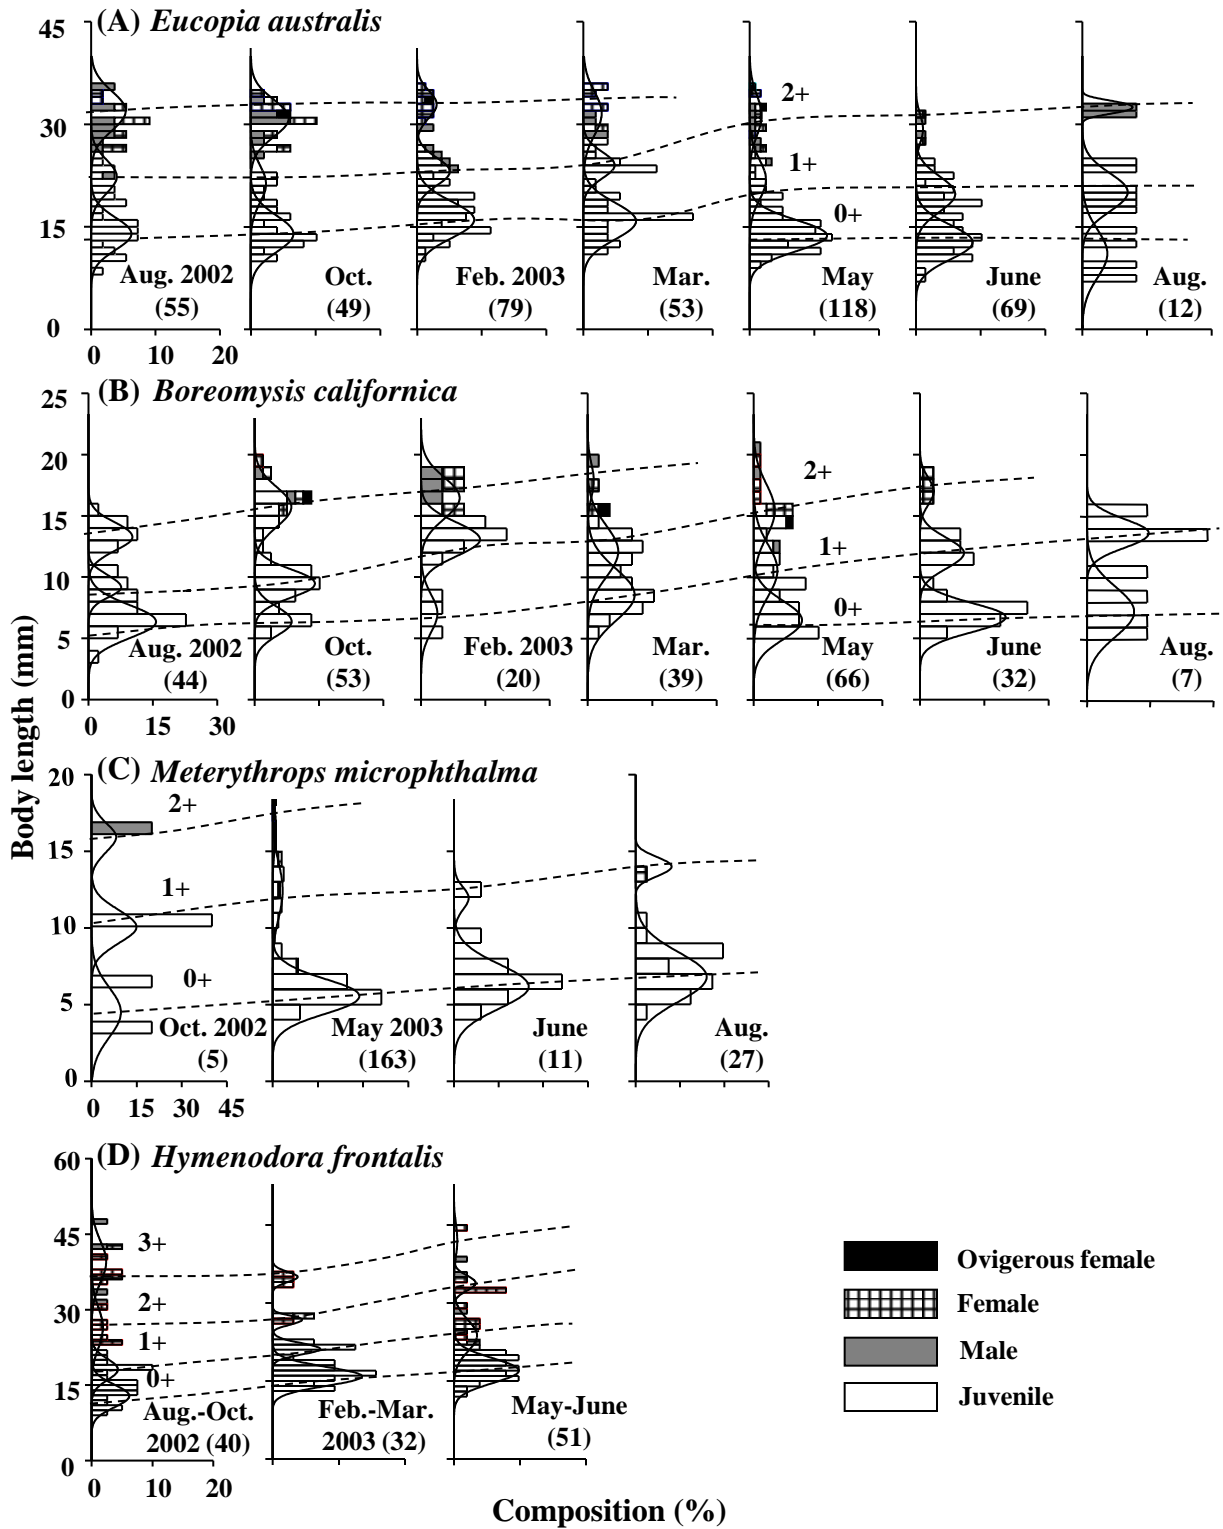 45
(A) Eucopia australis
30
2+
1+
15
0+
Aug. 2002
(55)
Oct.
(49)
Feb. 2003
(79)
Mar.
(53)
May
(118)
June
(69)
Aug.
(12)
0
0 10 20
25
(B) Boreomysis californica
20
2+
15
1+
10
0+
5
Aug. 2002
(44)
Oct.
(53)
Feb. 2003
(20)
Mar.
(39)
May
(66)
June
(32)
Aug.
(7)
0
0 15 30
Body length (mm)
20
(C) Meterythrops microphthalma
2+
15
1+
10
0+
5
Oct. 2002
(5)
May 2003
(163)
June
(11)
Aug.
(27)
0
0 15 30 45
60
(D) Hymenodora frontalis
45
3+
30
2+
1+
15
0+
Aug.-Oct.
2002 (40)
Feb.-Mar.
2003 (32)
May-June
(51)
0
0 10 20
Ovigerous female
Female
Male
Juvenile
Composition (%)